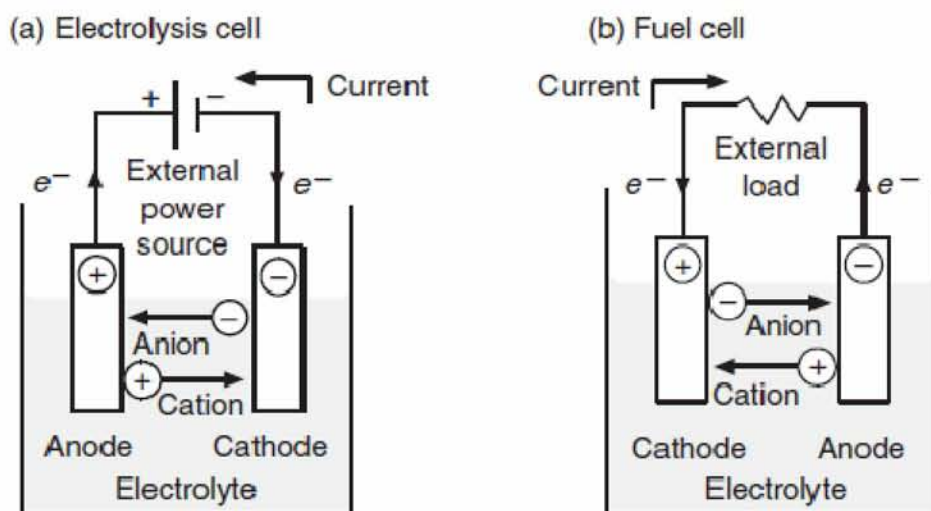 (a) Electrolysis cell
Current
+ −
e−
External
power
source
e−
+
−
−
Anion
+
Cation
Anode
Cathode
Electrolyte
(b) Fuel cell
Current
External
load
e−
e−
+
−
−
Anion
+
Cation
Cathode
Anode
Electrolyte